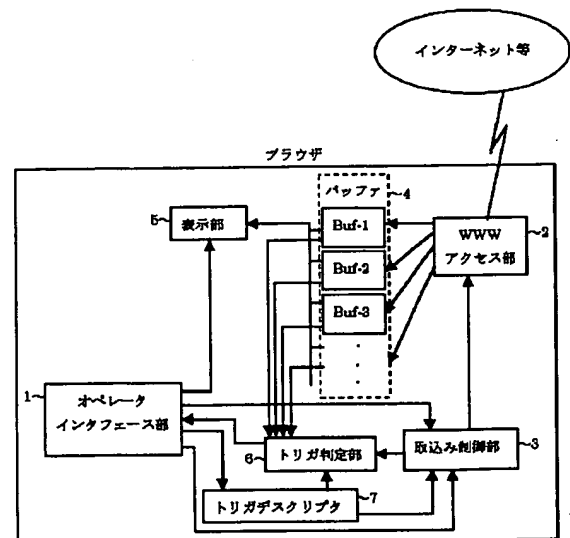 インターネット等
ブラウザ
バッファ
~4
5~
表示部
Buf-1
WWW
アクセス部
~2
Buf-2
Buf-3
1~
オペレータ
インタフェース部
6~
トリガ判定部
取込み制御部
~3
トリガデスクリプタ
~7